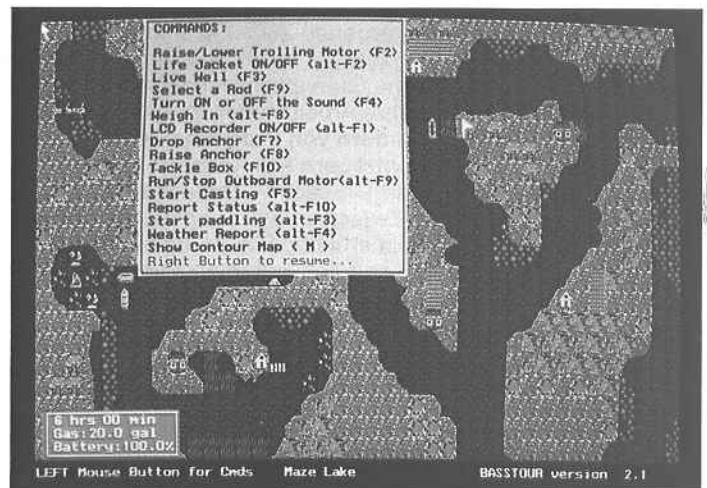 COMMANDS:
Raise/Lower Trolling Motor <F2>
Life Jacket ON/OFF <alt-F2>
Live Well <F3>
Select a Rod <F9>
Turn ON or OFF the Sound <F4>
Weigh In <alt-F8>
LCD Recorder ON/OFF <alt-F1>
Drop Anchor <F7>
Raise Anchor <F8>
Tackle Box <F10>
Run/Stop Outboard Motor<alt-F9>
Start Casting <F5>
Report Status <alt-F10>
Start paddling <alt-F3>
Weather Report <alt-F4>
Show Contour Map < M >
Right Button to resume...
6 hrs 00 min
Gas:20.0 gal
Battery:100.0%
LEFT Mouse Button for Cmds Maze Lake BASSTOUR version 2.1